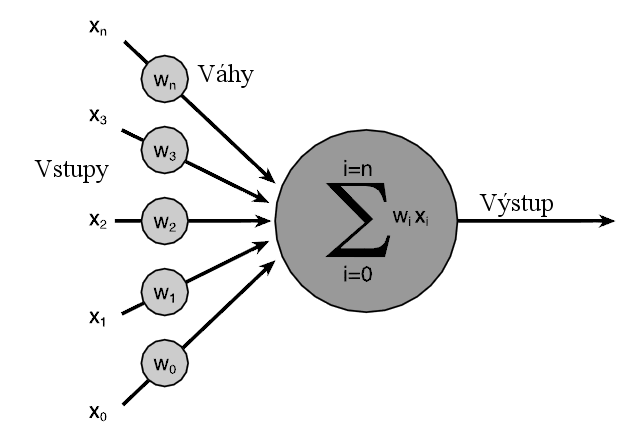 xₙ
wₙ
Váhy
x₃
w₃
Vstupy
x₂
w₂
x₁
w₁
x₀
w₀
i=n
∑ wᵢ xᵢ
i=0
Výstup